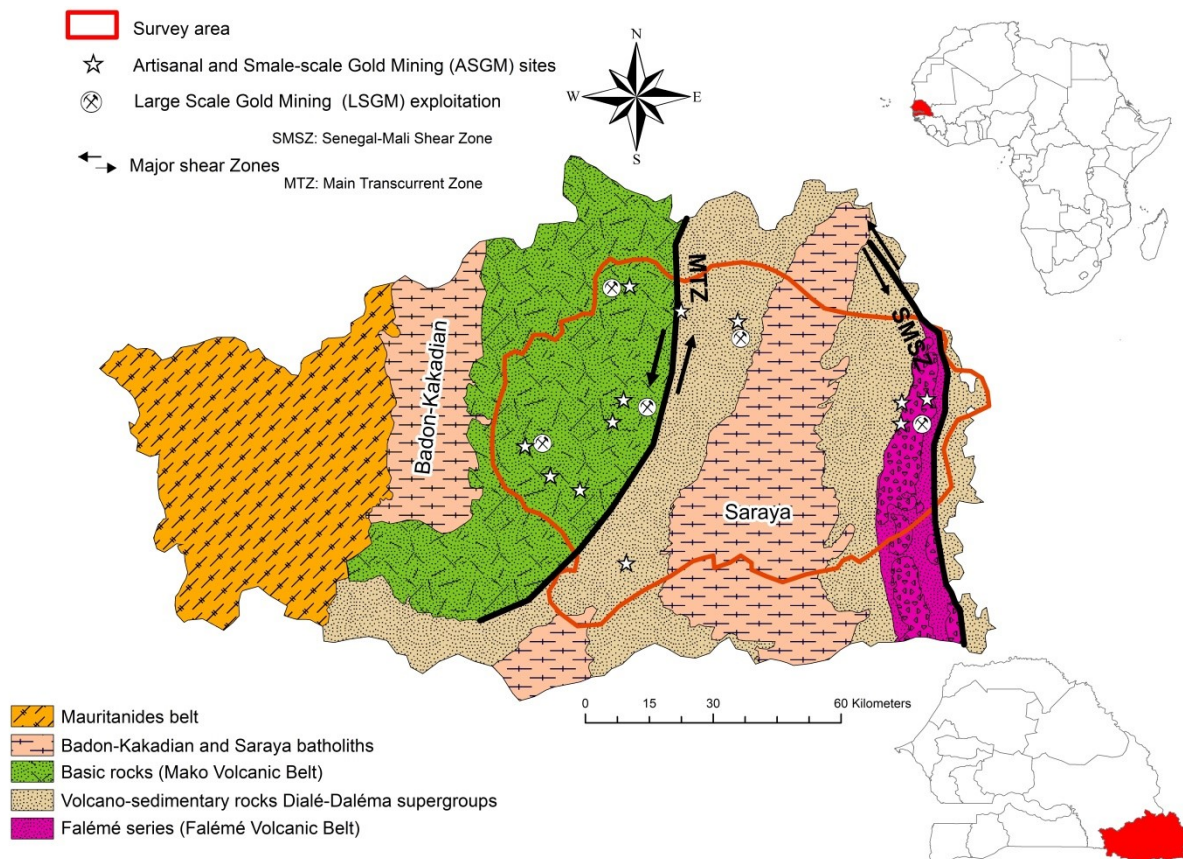 Survey area
Artisanal and Smale-scale Gold Mining (ASGM) sites
Large Scale Gold Mining (LSGM) exploitation
SMSZ: Senegal-Mali Shear Zone
Major shear Zones
MTZ: Main Transcurrent Zone
N
W
E
S
MTZ
SMSZ
Badon-Kakadian
Saraya
0 15 30 60 Kilometers
Mauritanides belt
Badon-Kakadian and Saraya batholiths
Basic rocks (Mako Volcanic Belt)
Volcano-sedimentary rocks Dialé-Daléma supergroups
Falémé series (Falémé Volcanic Belt)